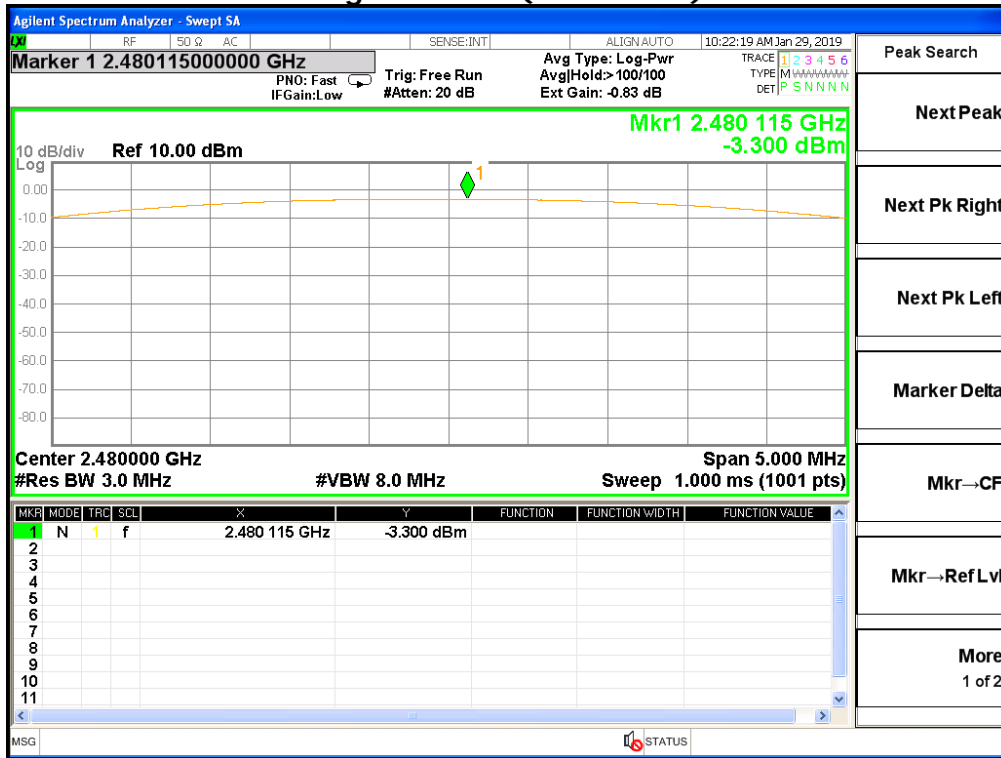 Agilent Spectrum Analyzer - Swept SA
LXI RF 50 Ω AC SENSE:INT ALIGN AUTO 10:22:19 AM Jan 29, 2019
Marker 1 2.480115000000 GHz
PNO: Fast
IFGain:Low
Trig: Free Run
#Atten: 20 dB
Avg Type: Log-Pwr
Avg|Hold:> 100/100
Ext Gain: -0.83 dB
TRACE 1 2 3 4 5 6
TYPE M
DET P S N N N N
Mkr1 2.480 115 GHz
-3.300 dBm
10 dB/div Ref 10.00 dBm
Log
1
0.00
-10.0
-20.0
-30.0
-40.0
-50.0
-60.0
-70.0
-80.0
Center 2.480000 GHz Span 5.000 MHz
#Res BW 3.0 MHz #VBW 8.0 MHz Sweep 1.000 ms (1001 pts)
MKR MODE TRC SCL X Y FUNCTION FUNCTION WIDTH FUNCTION VALUE
1 N 1 f 2.480 115 GHz -3.300 dBm
2
3
4
5
6
7
8
9
10
11
MSG STATUS
Peak Search
Next Peak
Next Pk Right
Next Pk Left
Marker Delta
Mkr→CF
Mkr→Ref Lvl
More
1 of 2